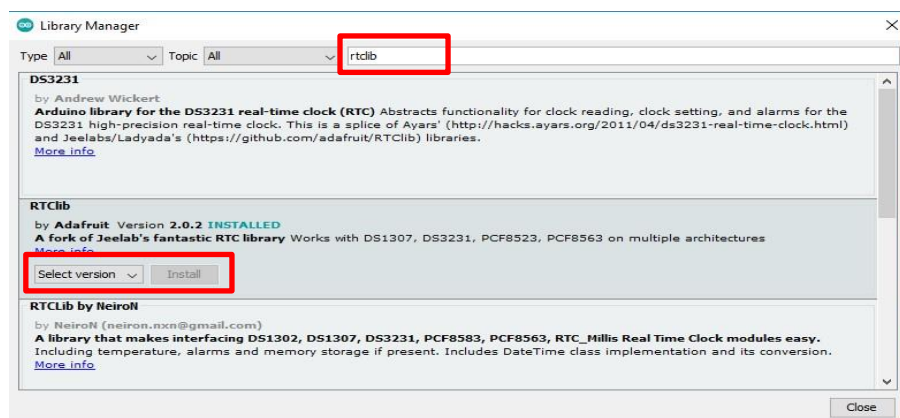 Library Manager
Type All Topic All rtclib
DS3231
by Andrew Wickert
Arduino library for the DS3231 real-time clock (RTC) Abstracts functionality for clock reading, clock setting, and alarms for the
DS3231 high-precision real-time clock. This is a splice of Ayars' (http://hacks.ayars.org/2011/04/ds3231-real-time-clock.html)
and Jeelabs/Ladyada's (https://github.com/adafruit/RTClib) libraries.
More info
RTClib
by Adafruit Version 2.0.2 INSTALLED
A fork of Jeelab's fantastic RTC library Works with DS1307, DS3231, PCF8523, PCF8563 on multiple architectures
More info
Select version Install
RTCLib by NeiroN
by NeiroN (neiron.nxn@gmail.com)
A library that makes interfacing DS1302, DS1307, DS3231, PCF8583, PCF8563, RTC_Millis Real Time Clock modules easy.
Including temperature, alarms and memory storage if present. Includes DateTime class implementation and its conversion.
More info
Close